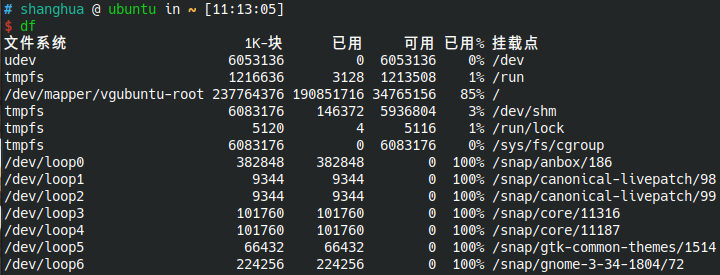 # shanghua @ ubuntu in ~ [11:13:05]
$ df
文件系统 1K-块 已用 可用 已用% 挂载点
udev 6053136 0 6053136 0% /dev
tmpfs 1216636 3128 1213508 1% /run
/dev/mapper/vgubuntu-root 237764376 190851716 34765156 85% /
tmpfs 6083176 146372 5936804 3% /dev/shm
tmpfs 5120 4 5116 1% /run/lock
tmpfs 6083176 0 6083176 0% /sys/fs/cgroup
/dev/loop0 382848 382848 0 100% /snap/anbox/186
/dev/loop1 9344 9344 0 100% /snap/canonical-livepatch/98
/dev/loop2 9344 9344 0 100% /snap/canonical-livepatch/99
/dev/loop3 101760 101760 0 100% /snap/core/11316
/dev/loop4 101760 101760 0 100% /snap/core/11187
/dev/loop5 66432 66432 0 100% /snap/gtk-common-themes/1514
/dev/loop6 224256 224256 0 100% /snap/gnome-3-34-1804/72